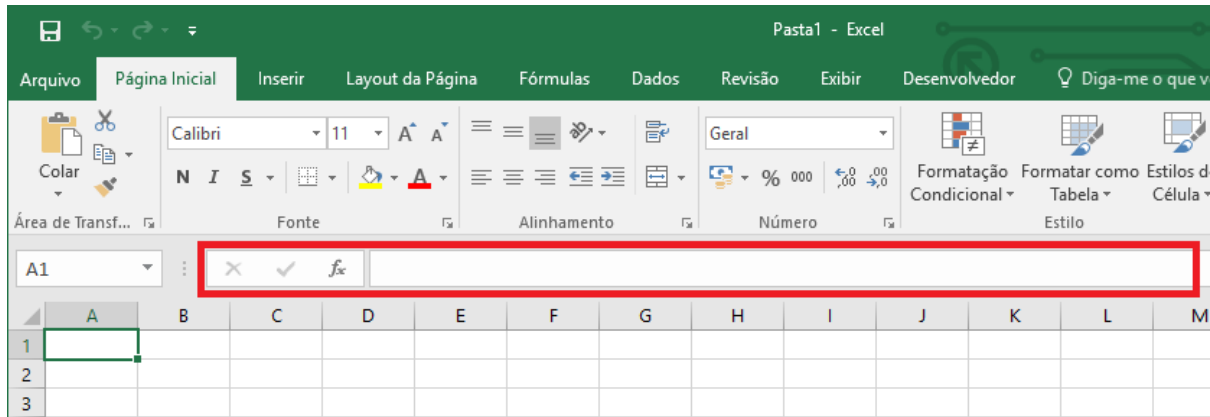 Pasta1 - Excel
Arquivo Página Inicial Inserir Layout da Página Fórmulas Dados Revisão Exibir Desenvolvedor Diga-me o que v
Calibri 11 A A Geral
Colar N I S A % 000 ,00 ,0 Formatação Condicional Formatar como Tabela Estilos d Célula
Área de Transf... Fonte Alinhamento Número Estilo
A1 fx
A B C D E F G H I J K L M
1
2
3